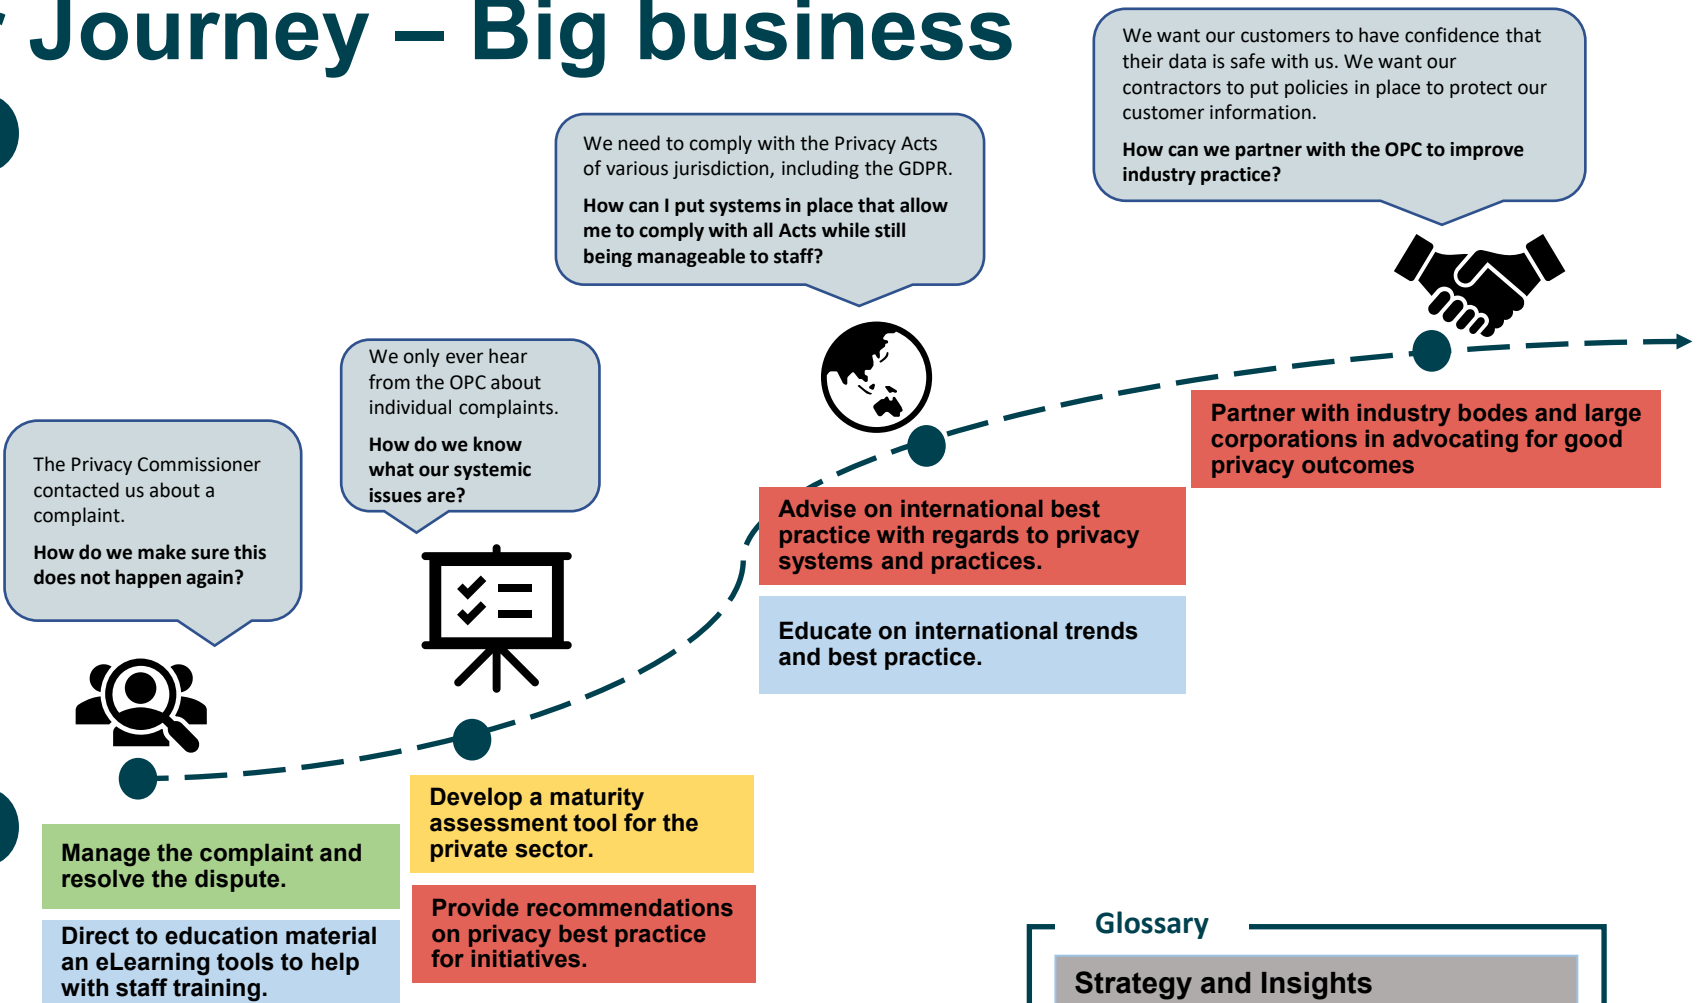 Journey – Big business
We want our customers to have confidence that
their data is safe with us. We want our
contractors to put policies in place to protect our
customer information.
How can we partner with the OPC to improve
industry practice?
We need to comply with the Privacy Acts
of various jurisdiction, including the GDPR.
How can I put systems in place that allow
me to comply with all Acts while still
being manageable to staff?
We only ever hear
from the OPC about
individual complaints.
How do we know
what our systemic
issues are?
The Privacy Commissioner
contacted us about a
complaint.
How do we make sure this
does not happen again?
Partner with industry bodes and large
corporations in advocating for good
privacy outcomes
Advise on international best
practice with regards to privacy
systems and practices.
Educate on international trends
and best practice.
Develop a maturity
assessment tool for the
private sector.
Provide recommendations
on privacy best practice
for initiatives.
Manage the complaint and
resolve the dispute.
Direct to education material
an eLearning tools to help
with staff training.
Glossary
Strategy and Insights